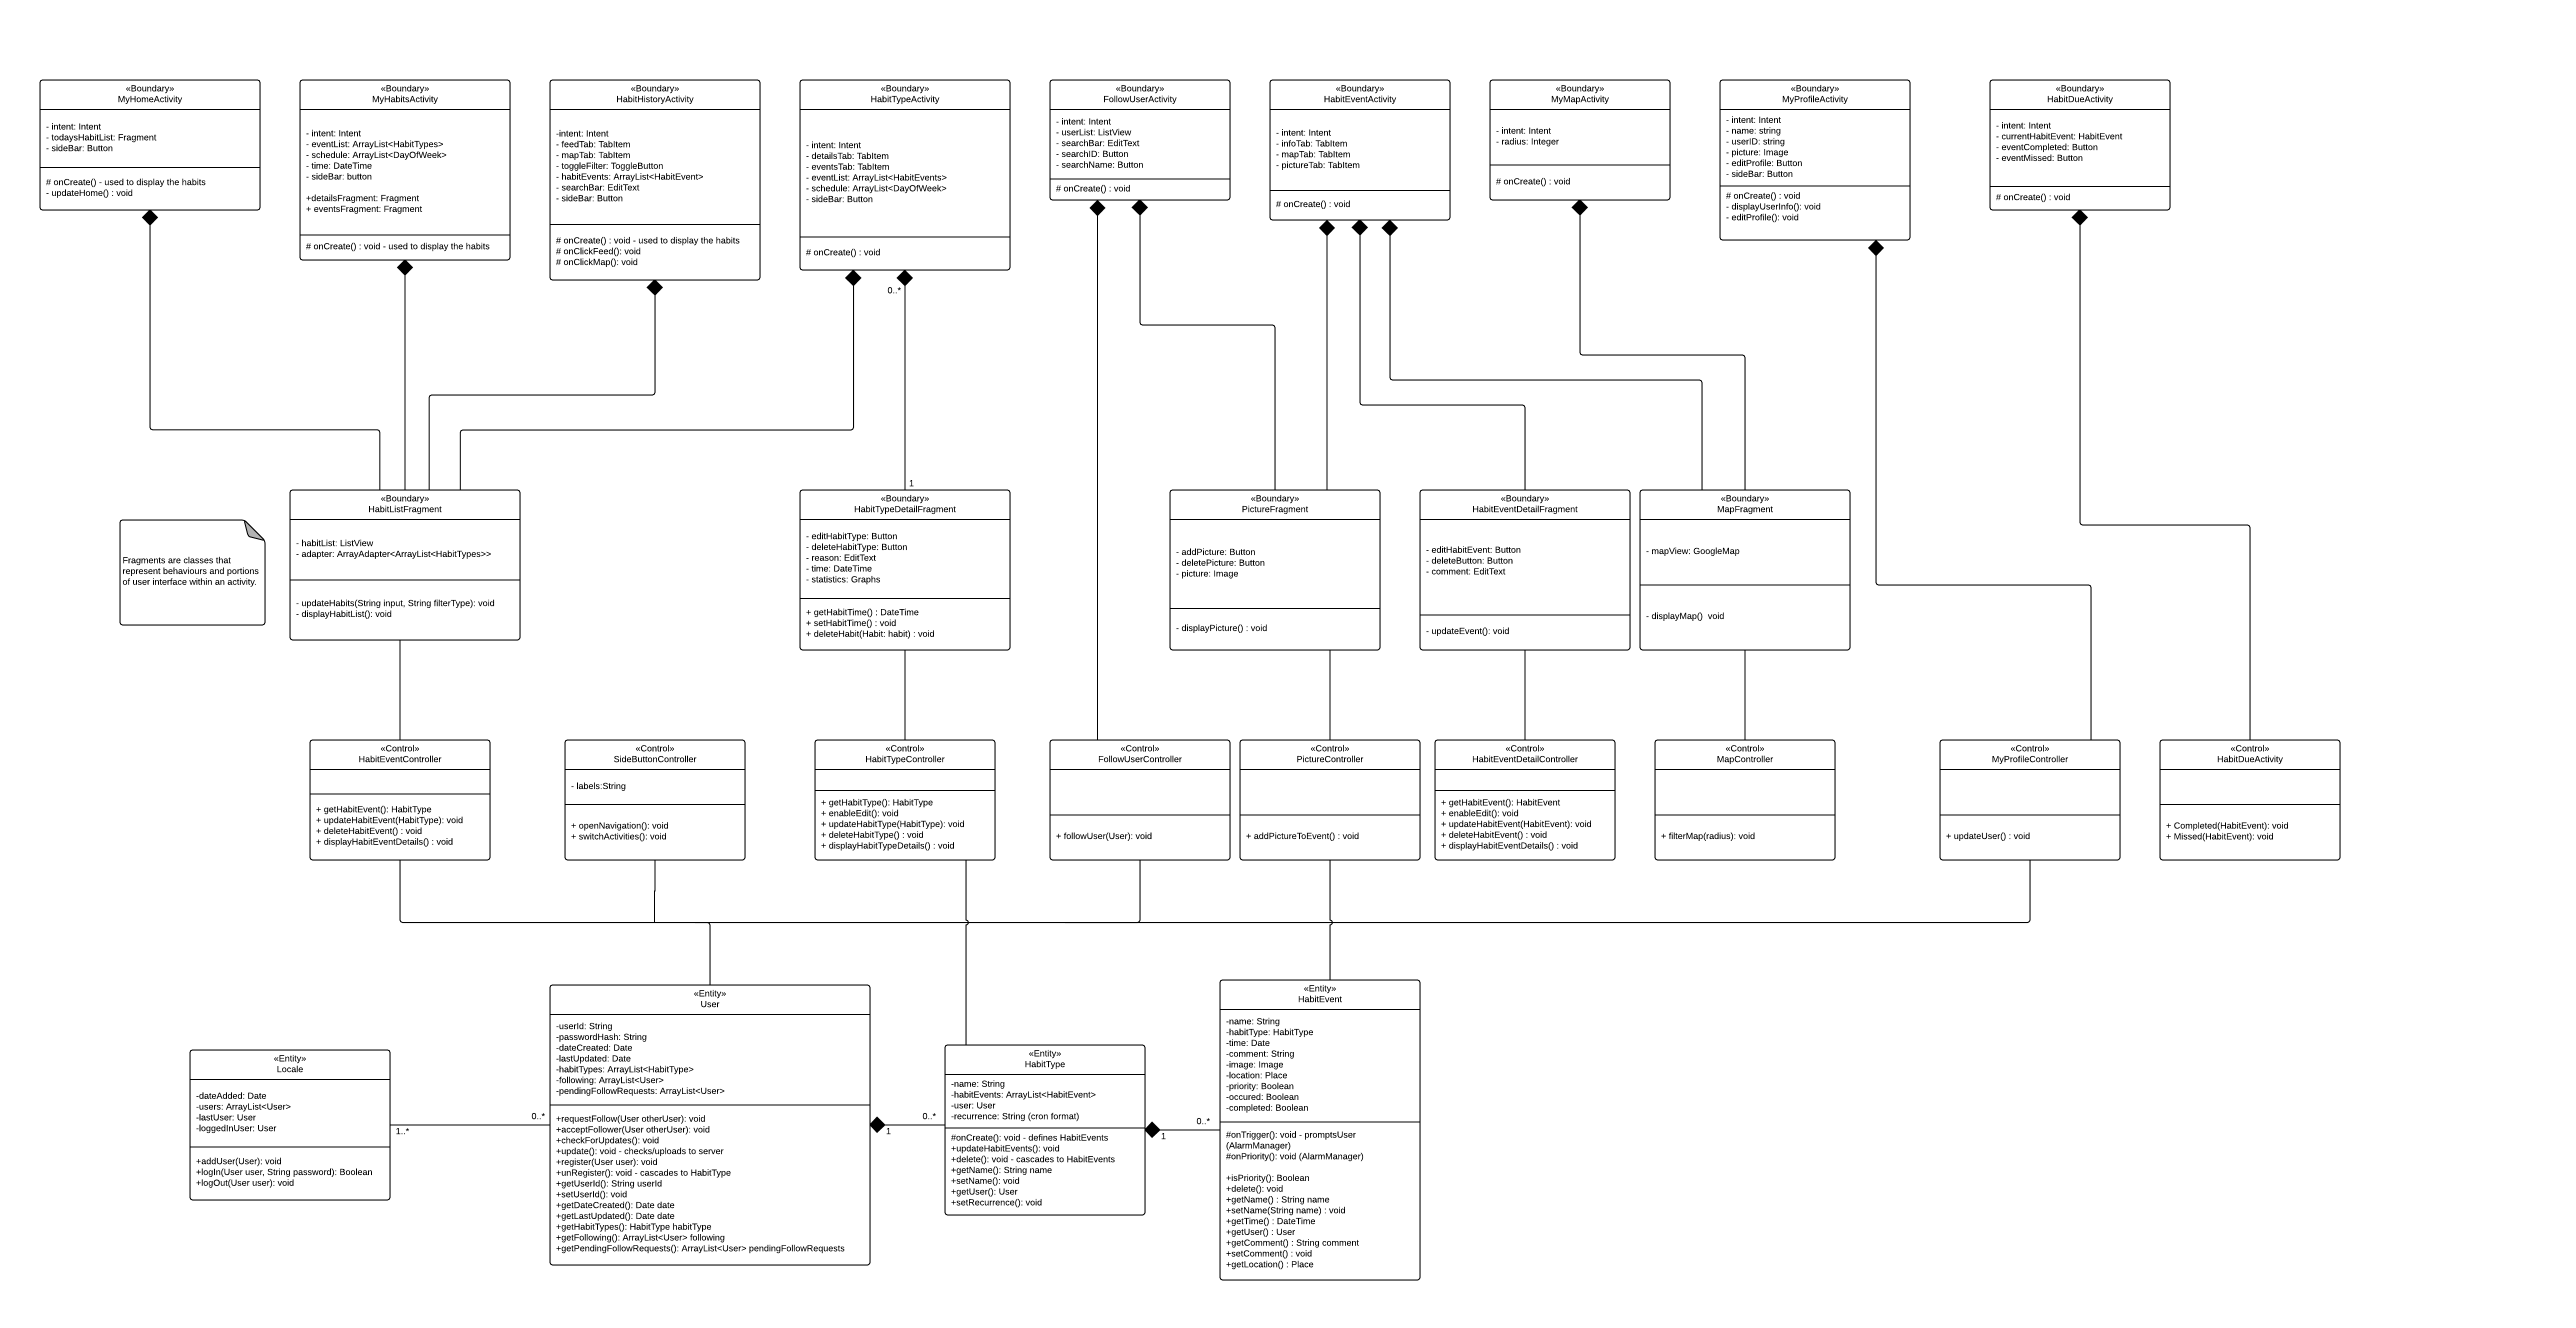 «Boundary»
MyHomeActivity
- intent: Intent
- todaysHabitList: Fragment
- sideBar: Button
# onCreate() - used to display the habits
- updateHome() : void
«Boundary»
MyHabitsActivity
- intent: Intent
- eventList: ArrayList<HabitTypes>
- schedule: ArrayList<DayOfWeek>
- time: DateTime
- sideBar: button
+detailsFragment: Fragment
+ eventsFragment: Fragment
# onCreate() : void - used to display the habits
«Boundary»
HabitHistoryActivity
-intent: Intent
- feedTab: TabItem
- mapTab: TabItem
- toggleFilter: ToggleButton
- habitEvents: ArrayList<HabitEvent>
- searchBar: EditText
- sideBar: Button
# onCreate() : void - used to display the habits
# onClickFeed(): void
# onClickMap(): void
«Boundary»
HabitTypeActivity
- intent: Intent
- detailsTab: TabItem
- eventsTab: TabItem
- eventList: ArrayList<HabitEvents>
- schedule: ArrayList<DayOfWeek>
- sideBar: Button
# onCreate() : void
0..*
1
«Boundary»
FollowUserActivity
- intent: Intent
- userList: ListView
- searchBar: EditText
- searchID: Button
- searchName: Button
# onCreate() : void
«Boundary»
HabitEventActivity
- intent: Intent
- infoTab: TabItem
- mapTab: TabItem
- pictureTab: TabItem
# onCreate() : void
«Boundary»
MyMapActivity
- intent: Intent
- radius: Integer
# onCreate() : void
«Boundary»
MyProfileActivity
- intent: Intent
- name: string
- userID: string
- picture: Image
- editProfile: Button
- sideBar: Button
# onCreate() : void
- displayUserInfo(): void
- editProfile(): void
«Boundary»
HabitDueActivity
- intent: Intent
- currentHabitEvent: HabitEvent
- eventCompleted: Button
- eventMissed: Button
# onCreate() : void
Fragments are classes that
represent behaviours and portions
of user interface within an activity.
«Boundary»
HabitListFragment
- habitList: ListView
- adapter: ArrayAdapter<ArrayList<HabitTypes>>
- updateHabits(String input, String filterType): void
- displayHabitList(): void
«Boundary»
HabitTypeDetailFragment
- editHabitType: Button
- deleteHabitType: Button
- reason: EditText
- time: DateTime
- statistics: Graphs
+ getHabitTime() : DateTime
+ setHabitTime() : void
+ deleteHabit(Habit: habit) : void
«Boundary»
PictureFragment
- addPicture: Button
- deletePicture: Button
- picture: Image
- displayPicture() : void
«Boundary»
HabitEventDetailFragment
- editHabitEvent: Button
- deleteButton: Button
- comment: EditText
- updateEvent(): void
«Boundary»
MapFragment
- mapView: GoogleMap
- displayMap()  void
«Control»
HabitEventController
+ getHabitEvent(): HabitType
+ updateHabitEvent(HabitType): void
+ deleteHabitEvent() : void
+ displayHabitEventDetails() : void
«Control»
SideButtonController
- labels:String
+ openNavigation(): void
+ switchActivities(): void
«Control»
HabitTypeController
+ getHabitType(): HabitType
+ enableEdit(): void
+ updateHabitType(HabitType): void
+ deleteHabitType() : void
+ displayHabitTypeDetails() : void
«Control»
FollowUserController
+ followUser(User): void
«Control»
PictureController
+ addPictureToEvent() : void
«Control»
HabitEventDetailController
+ getHabitEvent(): HabitEvent
+ enableEdit(): void
+ updateHabitEvent(HabitEvent): void
+ deleteHabitEvent() : void
+ displayHabitEventDetails() : void
«Control»
MapController
+ filterMap(radius): void
«Control»
MyProfileController
+ updateUser() : void
«Control»
HabitDueActivity
+ Completed(HabitEvent): void
+ Missed(HabitEvent): void
«Entity»
Locale
-dateAdded: Date
-users: ArrayList<User>
-lastUser: User
-loggedInUser: User
+addUser(User): void
+logIn(User user, String password): Boolean
+logOut(User user): void
1..*
0..*
«Entity»
User
-userId: String
-passwordHash: String
-dateCreated: Date
-lastUpdated: Date
-habitTypes: ArrayList<HabitType>
-following: ArrayList<User>
-pendingFollowRequests: ArrayList<User>
+requestFollow(User otherUser): void
+acceptFollower(User otherUser): void
+checkForUpdates(): void
+update(): void - checks/uploads to server
+register(User user): void
+unRegister(): void - cascades to HabitType
+getUserId(): String userId
+setUserId(): void
+getDateCreated(): Date date
+getLastUpdated(): Date date
+getHabitTypes(): HabitType habitType
+getFollowing(): ArrayList<User> following
+getPendingFollowRequests(): ArrayList<User> pendingFollowRequests
1
0..*
«Entity»
HabitType
-name: String
-habitEvents: ArrayList<HabitEvent>
-user: User
-recurrence: String (cron format)
#onCreate(): void - defines HabitEvents
+updateHabitEvents(): void
+delete(): void - cascades to HabitEvents
+getName(): String name
+setName(): void
+getUser(): User
+setRecurrence(): void
1
0..*
«Entity»
HabitEvent
-name: String
-habitType: HabitType
-time: Date
-comment: String
-image: Image
-location: Place
-priority: Boolean
-occured: Boolean
-completed: Boolean
#onTrigger(): void - promptsUser
(AlarmManager)
#onPriority(): void (AlarmManager)
+isPriority(): Boolean
+delete(): void
+getName() : String name
+setName(String name) : void
+getTime() : DateTime
+getUser() : User
+getComment() : String comment
+setComment() : void
+getLocation() : Place